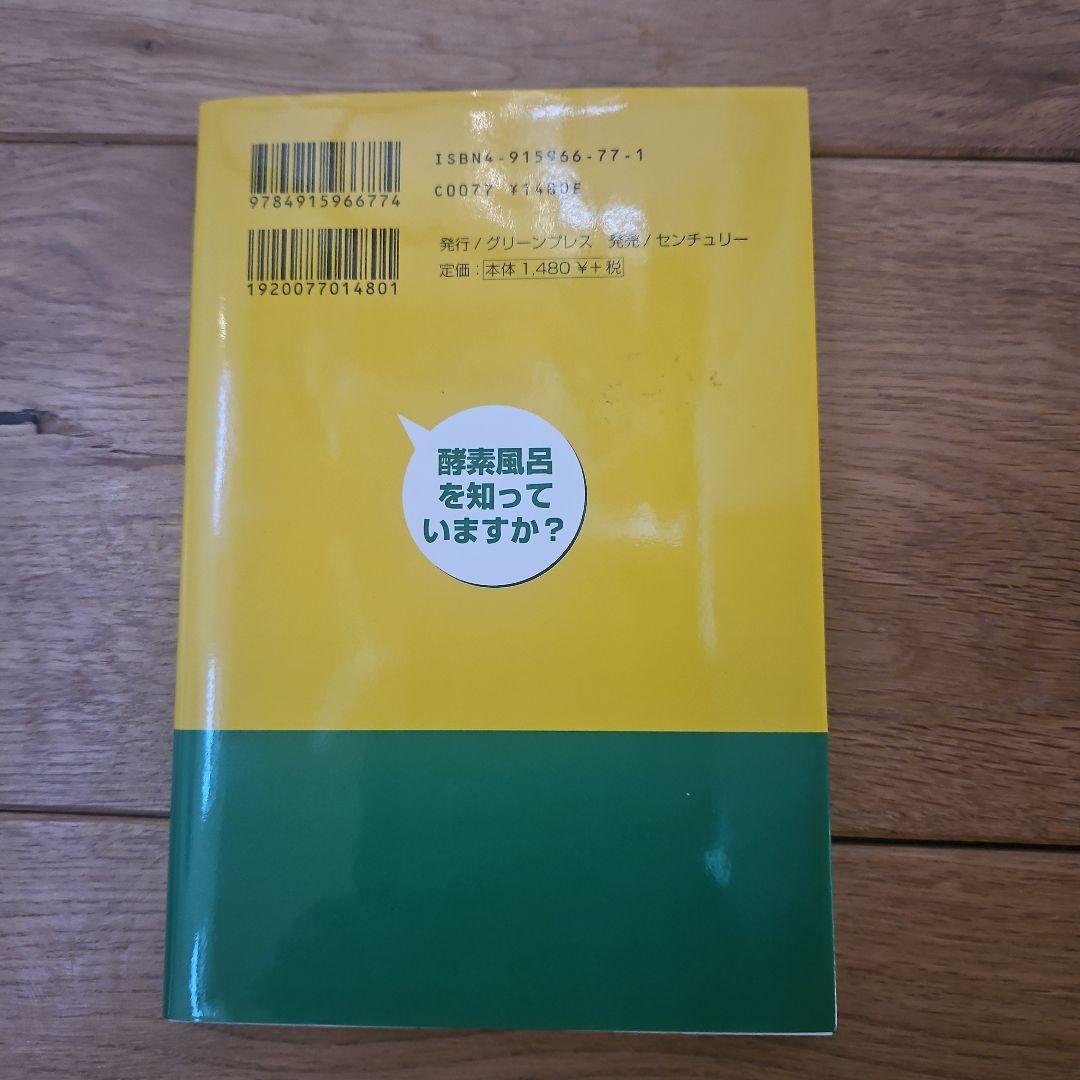 ISBN4-915966-77-1
C0077 ¥1480E
9784915966774
発行/グリーンプレス 発売/センチュリー
定価:本体1,480¥+税
1920077014801
酵素風呂
を知って
いますか?